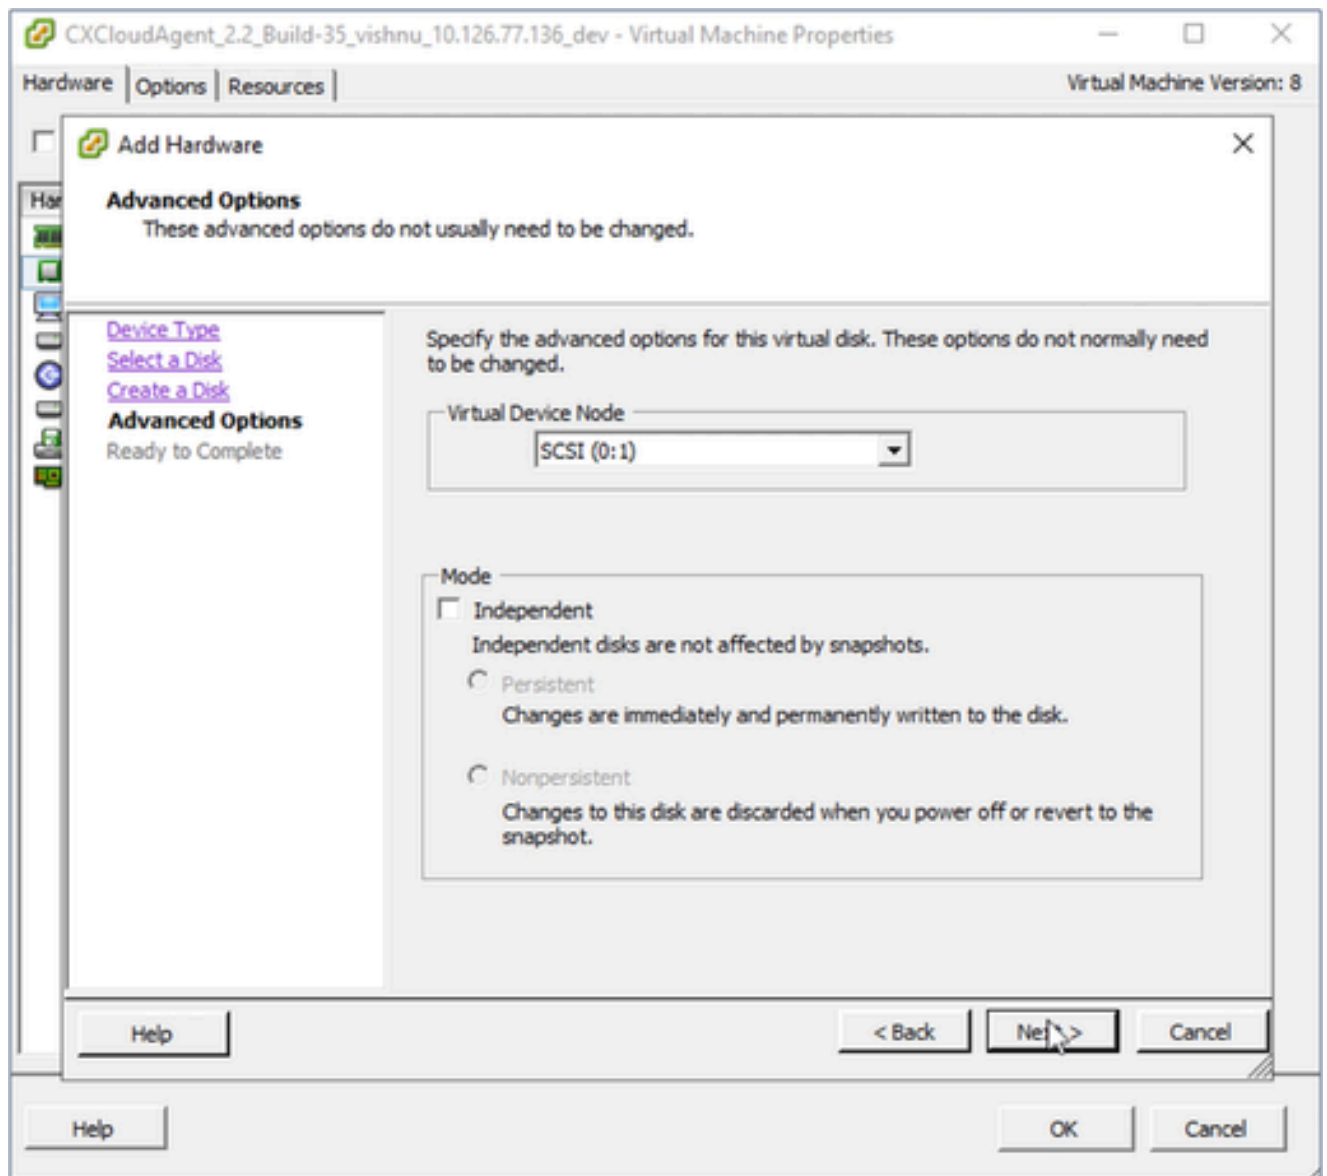 CXCloudAgent_2.2_Build-35_vishnu_10.126.77.136_dev - Virtual Machine Properties
Hardware Options Resources
Virtual Machine Version: 8
Add Hardware
Har
Advanced Options
These advanced options do not usually need to be changed.
Device Type
Select a Disk
Create a Disk
Advanced Options
Ready to Complete
Specify the advanced options for this virtual disk. These options do not normally need
to be changed.
Virtual Device Node
SCSI (0:1)
Mode
Independent
Independent disks are not affected by snapshots.
Persistent
Changes are immediately and permanently written to the disk.
Nonpersistent
Changes to this disk are discarded when you power off or revert to the
snapshot.
Help
< Back
Next >
Cancel
Help
OK
Cancel